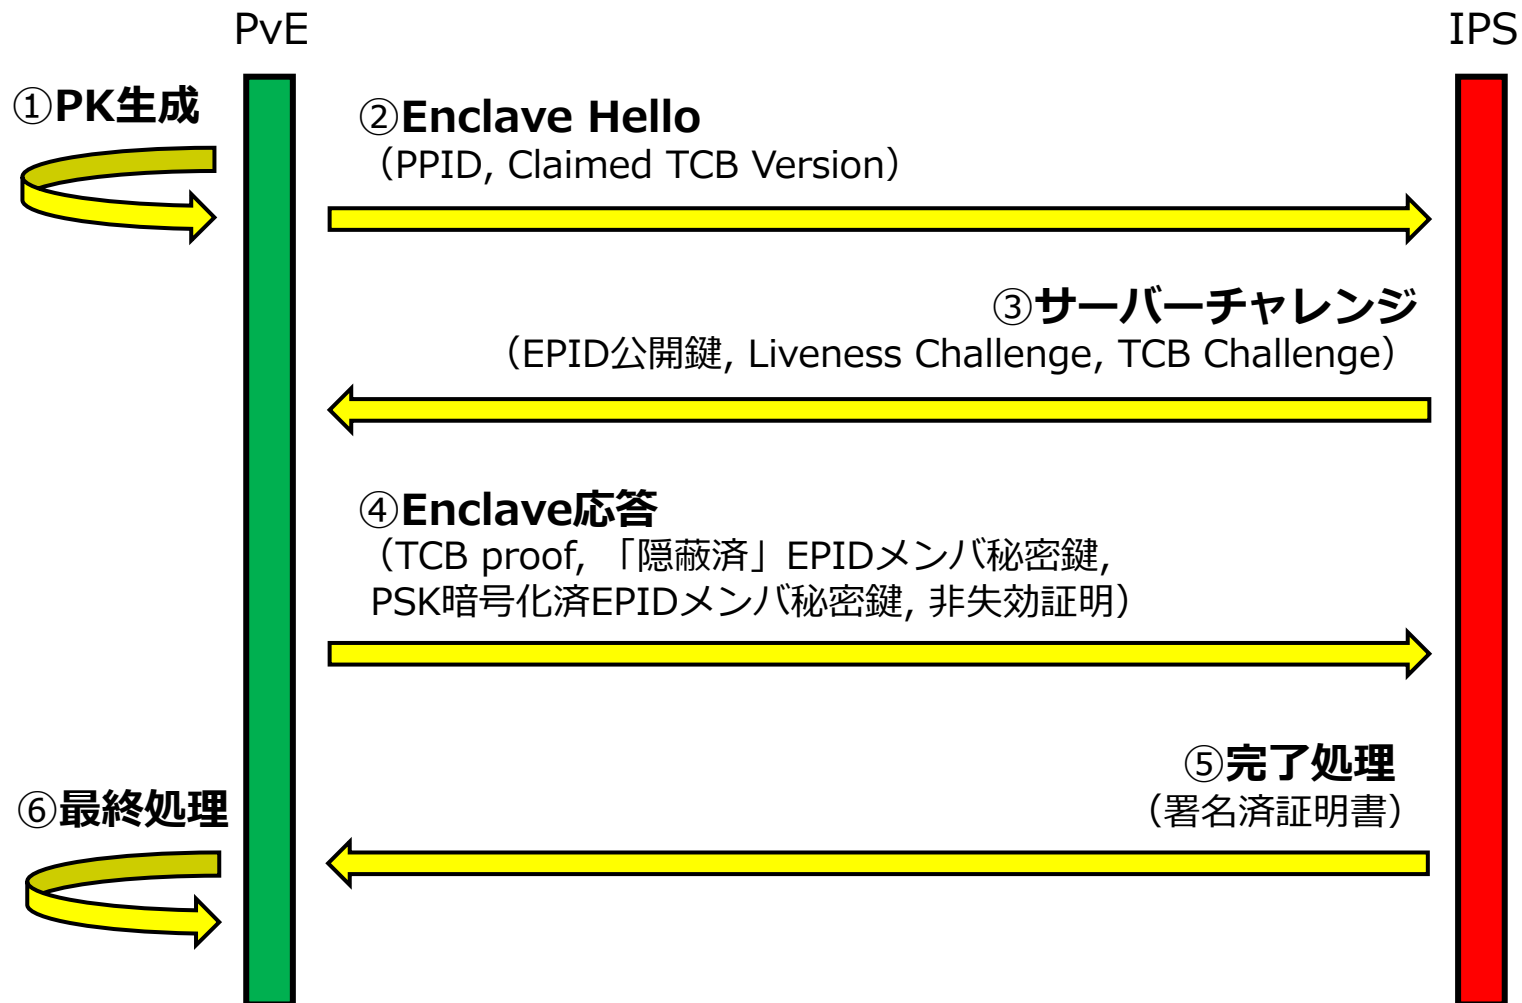 PvE
IPS
①PK生成
②Enclave Hello
（PPID, Claimed TCB Version）
③サーバーチャレンジ
（EPID公開鍵, Liveness Challenge, TCB Challenge）
④Enclave応答
（TCB proof, 「隠蔽済」EPIDメンバ秘密鍵,
PSK暗号化済EPIDメンバ秘密鍵, 非失効証明）
⑤完了処理
（署名済証明書）
⑥最終処理